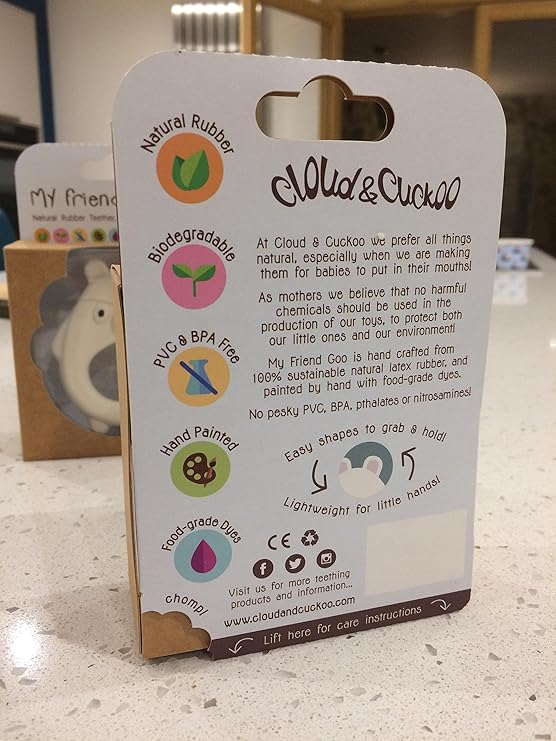 Natural Rubber
Biodegradable
PVC & BPA Free
Hand Painted
Food-grade Dyes
chomp!
Cloud & Cuckoo
At Cloud & Cuckoo we prefer all things
natural, especially when we are making
them for babies to put in their mouths!
As mothers we believe that no harmful
chemicals should be used in the
production of our toys, to protect both
our little ones and our environment!
My Friend Goo is hand crafted from
100% sustainable natural latex rubber, and
painted by hand with food-grade dyes.
No pesky PVC, BPA, pthalates or nitrosamines!
Easy shapes to grab & hold!
Lightweight for little hands!
CE
Visit us for more teething
products and information...
www.cloudandcuckoo.com
Lift here for care instructions
My Friend
Natural Rubber Teether